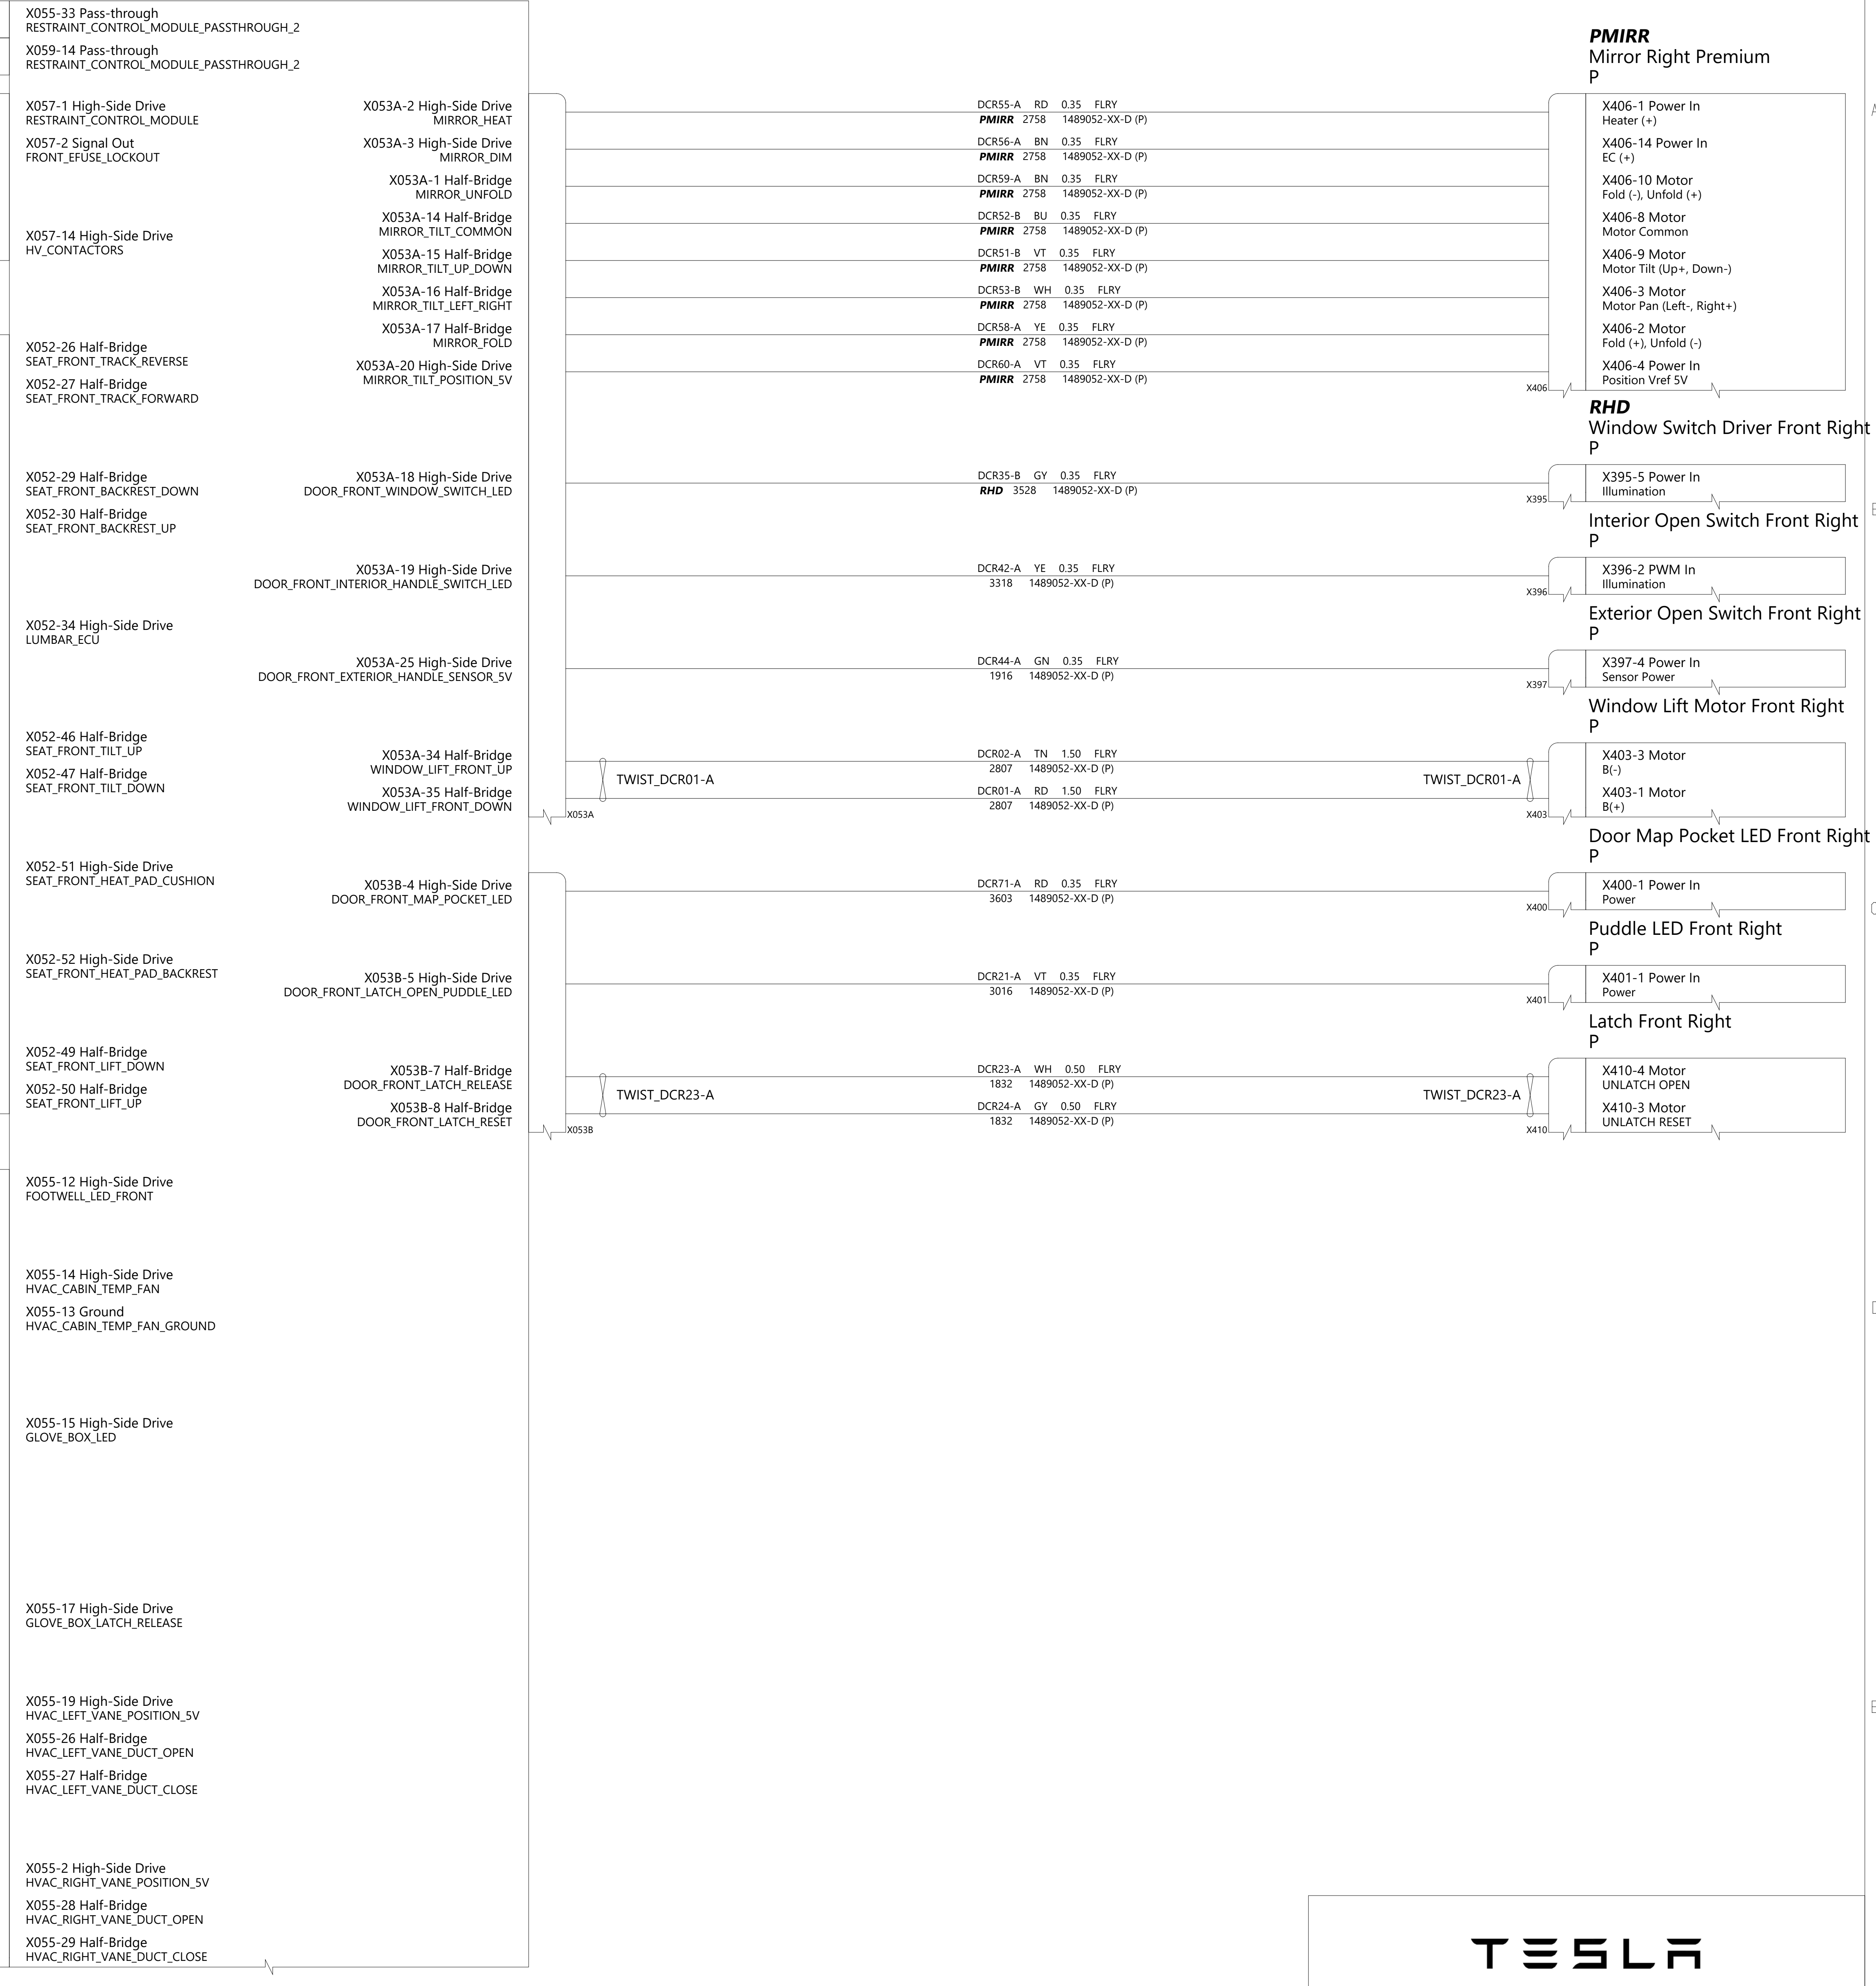 X055-33 Pass-through
RESTRAINT_CONTROL_MODULE_PASSTHROUGH_2
X059-14 Pass-through
RESTRAINT_CONTROL_MODULE_PASSTHROUGH_2
X057-1 High-Side Drive
RESTRAINT_CONTROL_MODULE
X057-2 Signal Out
FRONT_EFUSE_LOCKOUT
X057-14 High-Side Drive
HV_CONTACTORS
X052-26 Half-Bridge
SEAT_FRONT_TRACK_REVERSE
X052-27 Half-Bridge
SEAT_FRONT_TRACK_FORWARD
X052-29 Half-Bridge
SEAT_FRONT_BACKREST_DOWN
X052-30 Half-Bridge
SEAT_FRONT_BACKREST_UP
X052-34 High-Side Drive
LUMBAR_ECU
X052-46 Half-Bridge
SEAT_FRONT_TILT_UP
X052-47 Half-Bridge
SEAT_FRONT_TILT_DOWN
X052-51 High-Side Drive
SEAT_FRONT_HEAT_PAD_CUSHION
X052-52 High-Side Drive
SEAT_FRONT_HEAT_PAD_BACKREST
X052-49 Half-Bridge
SEAT_FRONT_LIFT_DOWN
X052-50 Half-Bridge
SEAT_FRONT_LIFT_UP
X055-12 High-Side Drive
FOOTWELL_LED_FRONT
X055-14 High-Side Drive
HVAC_CABIN_TEMP_FAN
X055-13 Ground
HVAC_CABIN_TEMP_FAN_GROUND
X055-15 High-Side Drive
GLOVE_BOX_LED
X055-17 High-Side Drive
GLOVE_BOX_LATCH_RELEASE
X055-19 High-Side Drive
HVAC_LEFT_VANE_POSITION_5V
X055-26 Half-Bridge
HVAC_LEFT_VANE_DUCT_OPEN
X055-27 Half-Bridge
HVAC_LEFT_VANE_DUCT_CLOSE
X055-2 High-Side Drive
HVAC_RIGHT_VANE_POSITION_5V
X055-28 Half-Bridge
HVAC_RIGHT_VANE_DUCT_OPEN
X055-29 Half-Bridge
HVAC_RIGHT_VANE_DUCT_CLOSE
X053A-2 High-Side Drive
MIRROR_HEAT
X053A-3 High-Side Drive
MIRROR_DIM
X053A-1 Half-Bridge
MIRROR_UNFOLD
X053A-14 Half-Bridge
MIRROR_TILT_COMMON
X053A-15 Half-Bridge
MIRROR_TILT_UP_DOWN
X053A-16 Half-Bridge
MIRROR_TILT_LEFT_RIGHT
X053A-17 Half-Bridge
MIRROR_FOLD
X053A-20 High-Side Drive
MIRROR_TILT_POSITION_5V
X053A-18 High-Side Drive
DOOR_FRONT_WINDOW_SWITCH_LED
X053A-19 High-Side Drive
DOOR_FRONT_INTERIOR_HANDLE_SWITCH_LED
X053A-25 High-Side Drive
DOOR_FRONT_EXTERIOR_HANDLE_SENSOR_5V
X053A-34 Half-Bridge
WINDOW_LIFT_FRONT_UP
X053A-35 Half-Bridge
WINDOW_LIFT_FRONT_DOWN
X053A
X053B-4 High-Side Drive
DOOR_FRONT_MAP_POCKET_LED
X053B-5 High-Side Drive
DOOR_FRONT_LATCH_OPEN_PUDDLE_LED
X053B-7 Half-Bridge
DOOR_FRONT_LATCH_RELEASE
X053B-8 Half-Bridge
DOOR_FRONT_LATCH_RESET
X053B
DCR55-A RD 0.35 FLRY
PMIRR 2758 1489052-XX-D (P)
DCR56-A BN 0.35 FLRY
PMIRR 2758 1489052-XX-D (P)
DCR59-A BN 0.35 FLRY
PMIRR 2758 1489052-XX-D (P)
DCR52-B BU 0.35 FLRY
PMIRR 2758 1489052-XX-D (P)
DCR51-B VT 0.35 FLRY
PMIRR 2758 1489052-XX-D (P)
DCR53-B WH 0.35 FLRY
PMIRR 2758 1489052-XX-D (P)
DCR58-A YE 0.35 FLRY
PMIRR 2758 1489052-XX-D (P)
DCR60-A VT 0.35 FLRY
PMIRR 2758 1489052-XX-D (P)
DCR35-B GY 0.35 FLRY
RHD 3528 1489052-XX-D (P)
DCR42-A YE 0.35 FLRY
3318 1489052-XX-D (P)
DCR44-A GN 0.35 FLRY
1916 1489052-XX-D (P)
DCR02-A TN 1.50 FLRY
2807 1489052-XX-D (P)
TWIST_DCR01-A TWIST_DCR01-A
DCR01-A RD 1.50 FLRY
2807 1489052-XX-D (P)
DCR71-A RD 0.35 FLRY
3603 1489052-XX-D (P)
DCR21-A VT 0.35 FLRY
3016 1489052-XX-D (P)
DCR23-A WH 0.50 FLRY
1832 1489052-XX-D (P)
TWIST_DCR23-A TWIST_DCR23-A
DCR24-A GY 0.50 FLRY
1832 1489052-XX-D (P)
PMIRR
Mirror Right Premium
P
X406-1 Power In
Heater (+)
X406-14 Power In
EC (+)
X406-10 Motor
Fold (-), Unfold (+)
X406-8 Motor
Motor Common
X406-9 Motor
Motor Tilt (Up+, Down-)
X406-3 Motor
Motor Pan (Left-, Right+)
X406-2 Motor
Fold (+), Unfold (-)
X406-4 Power In
Position Vref 5V
X406
RHD
Window Switch Driver Front Right
P
X395-5 Power In
Illumination
X395
Interior Open Switch Front Right
P
X396-2 PWM In
Illumination
X396
Exterior Open Switch Front Right
P
X397-4 Power In
Sensor Power
X397
Window Lift Motor Front Right
P
X403-3 Motor
B(-)
X403-1 Motor
B(+)
X403
Door Map Pocket LED Front Right
P
X400-1 Power In
Power
X400
Puddle LED Front Right
P
X401-1 Power In
Power
X401
Latch Front Right
P
X410-4 Motor
UNLATCH OPEN
X410-3 Motor
UNLATCH RESET
X410
TESLA